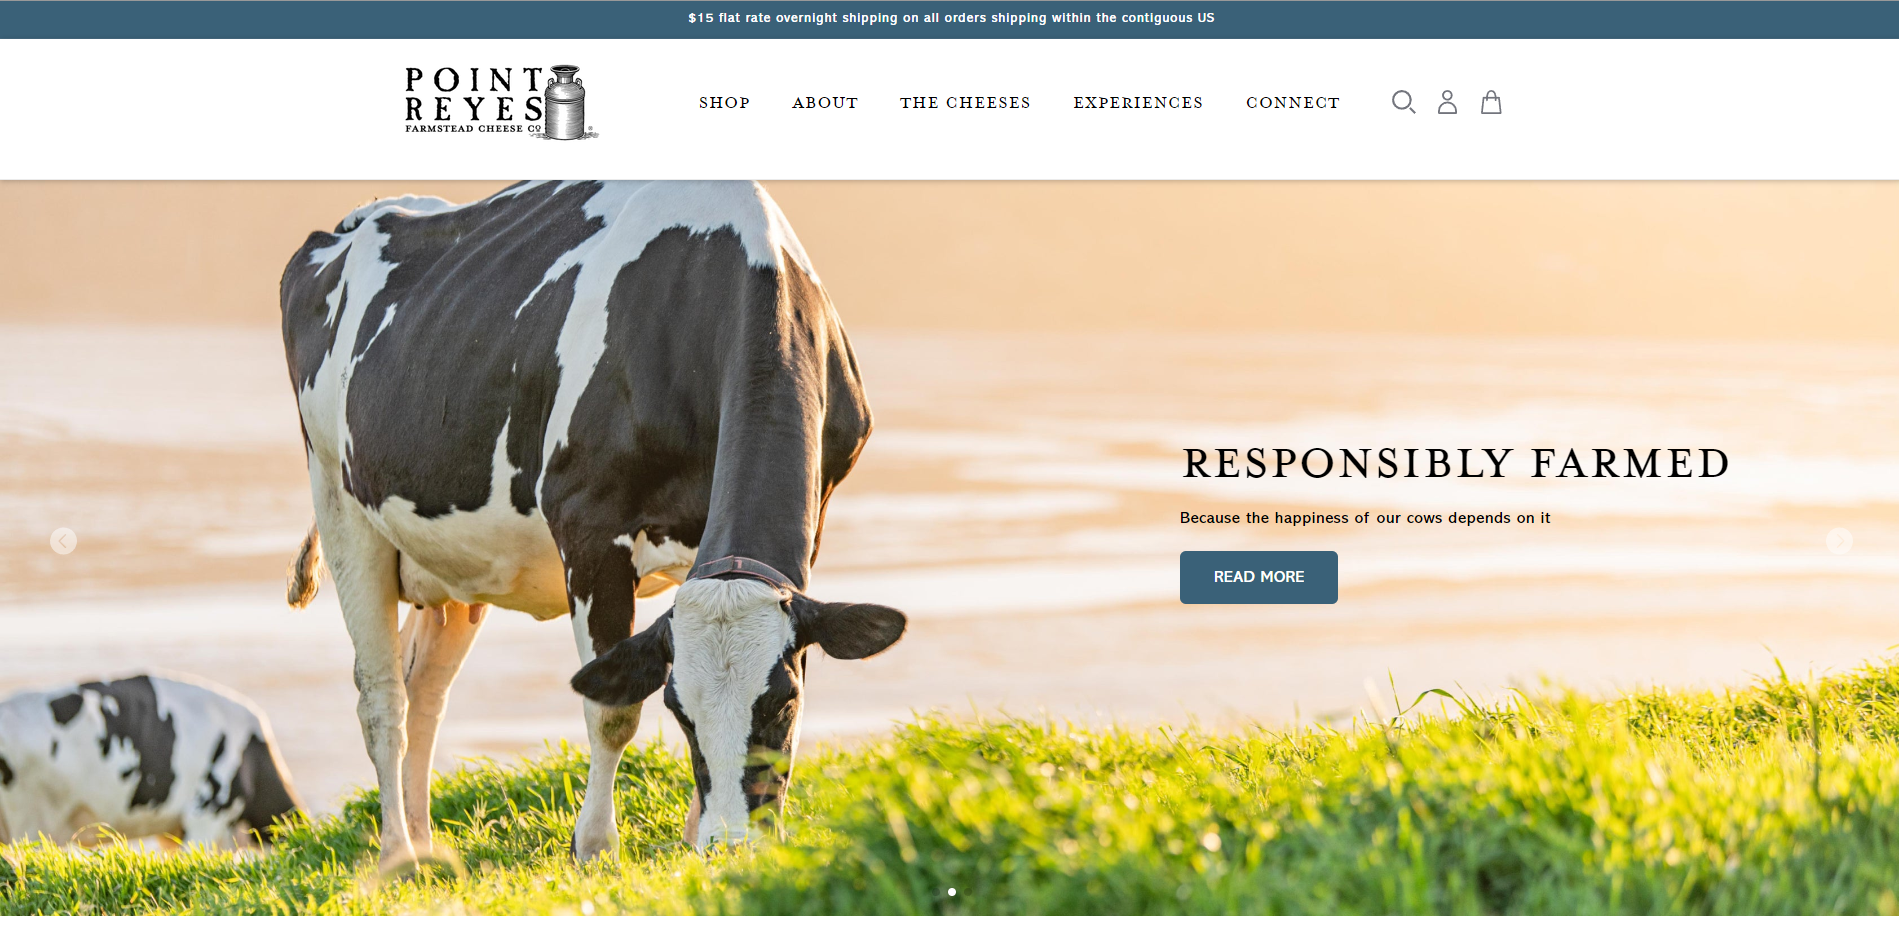 $15 flat rate overnight shipping on all orders shipping within the contiguous US
POINT
REYES
FARMSTEAD CHEESE Cº
®
SHOP ABOUT THE CHEESES EXPERIENCES CONNECT
RESPONSIBLY FARMED
Because the happiness of our cows depends on it
READ MORE